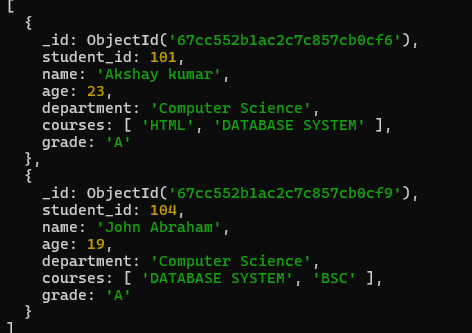 [
  {
    _id: ObjectId('67cc552b1ac2c7c857cb0cf6'),
    student_id: 101,
    name: 'Akshay kumar',
    age: 23,
    department: 'Computer Science',
    courses: [ 'HTML', 'DATABASE SYSTEM' ],
    grade: 'A'
  },
  {
    _id: ObjectId('67cc552b1ac2c7c857cb0cf9'),
    student_id: 104,
    name: 'John Abraham',
    age: 19,
    department: 'Computer Science',
    courses: [ 'DATABASE SYSTEM', 'BSC' ],
    grade: 'A'
  }
]